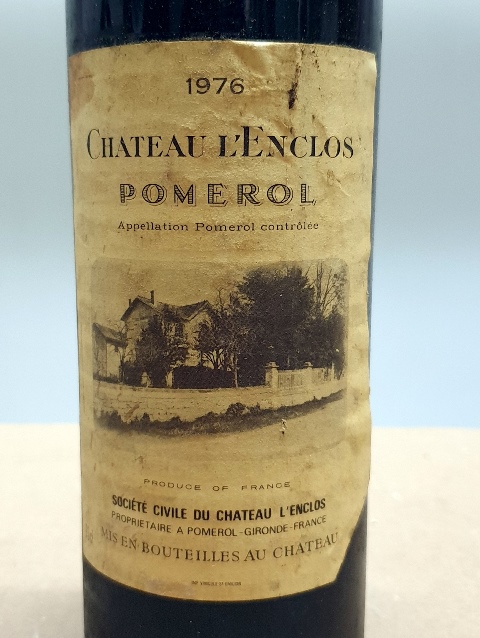 1976
CHATEAU L'ENCLOS
POMEROL
Appellation Pomerol contrôlée
PRODUCE OF FRANCE
SOCIÉTÉ CIVILE DU CHATEAU L'ENCLOS
PROPRIETAIRE A POMEROL-GIRONDE-FRANCE
MIS EN BOUTEILLES AU CHATEAU